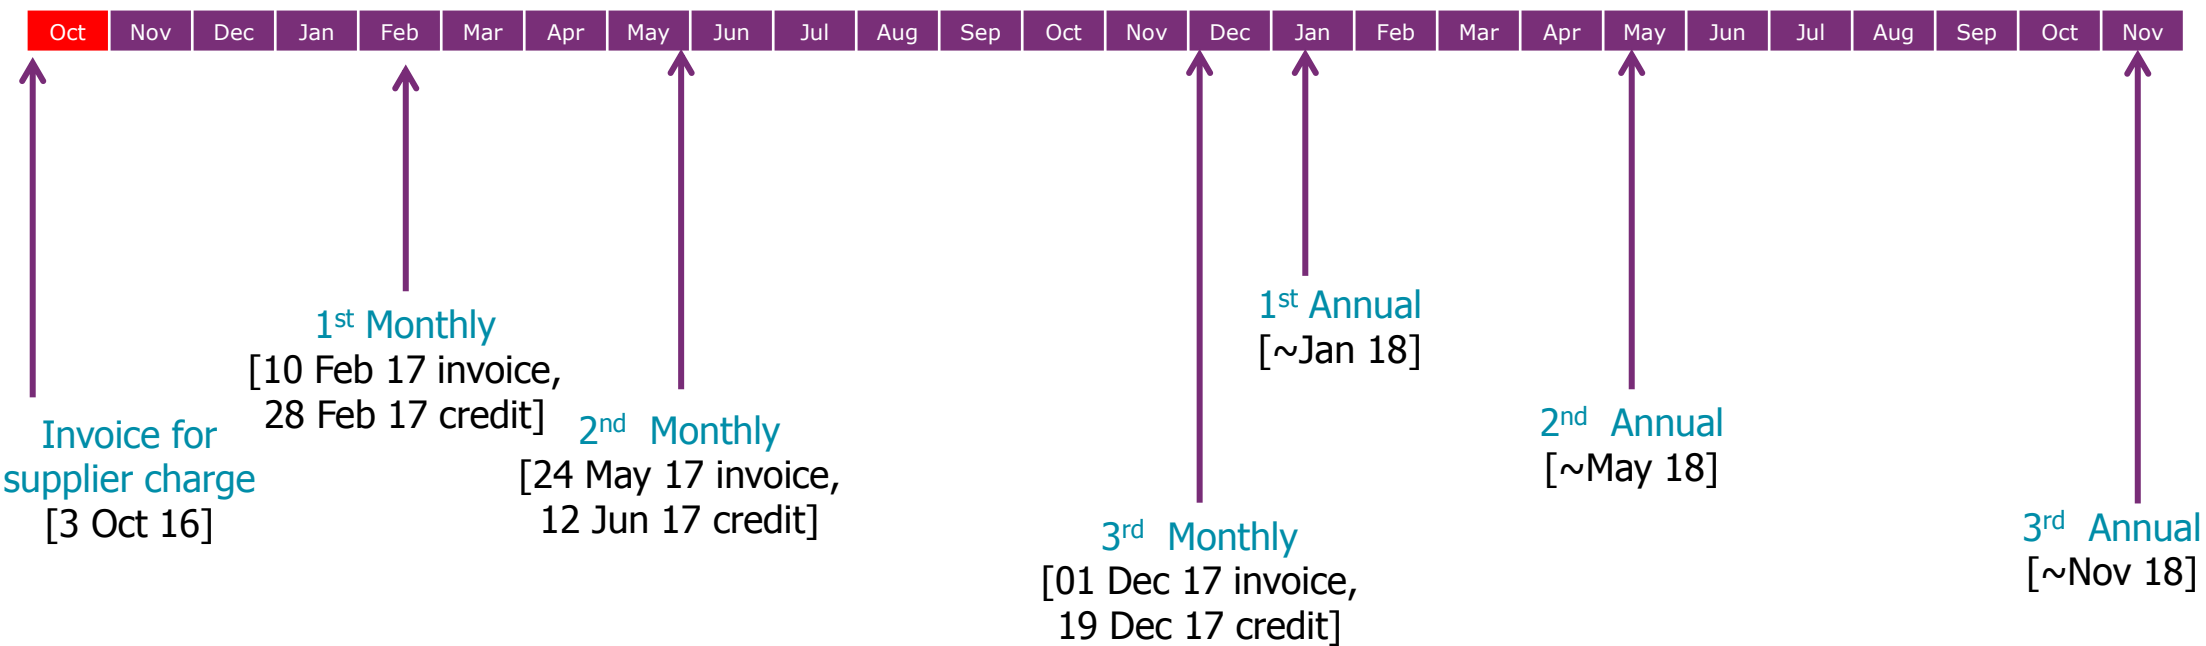 Oct Nov Dec Jan Feb Mar Apr May Jun Jul Aug Sep Oct Nov Dec Jan Feb Mar Apr May Jun Jul Aug Sep Oct Nov
Invoice for
supplier charge
[3 Oct 16]
1st Monthly
[10 Feb 17 invoice,
28 Feb 17 credit]
2nd Monthly
[24 May 17 invoice,
12 Jun 17 credit]
3rd Monthly
[01 Dec 17 invoice,
19 Dec 17 credit]
1st Annual
[~Jan 18]
2nd Annual
[~May 18]
3rd Annual
[~Nov 18]